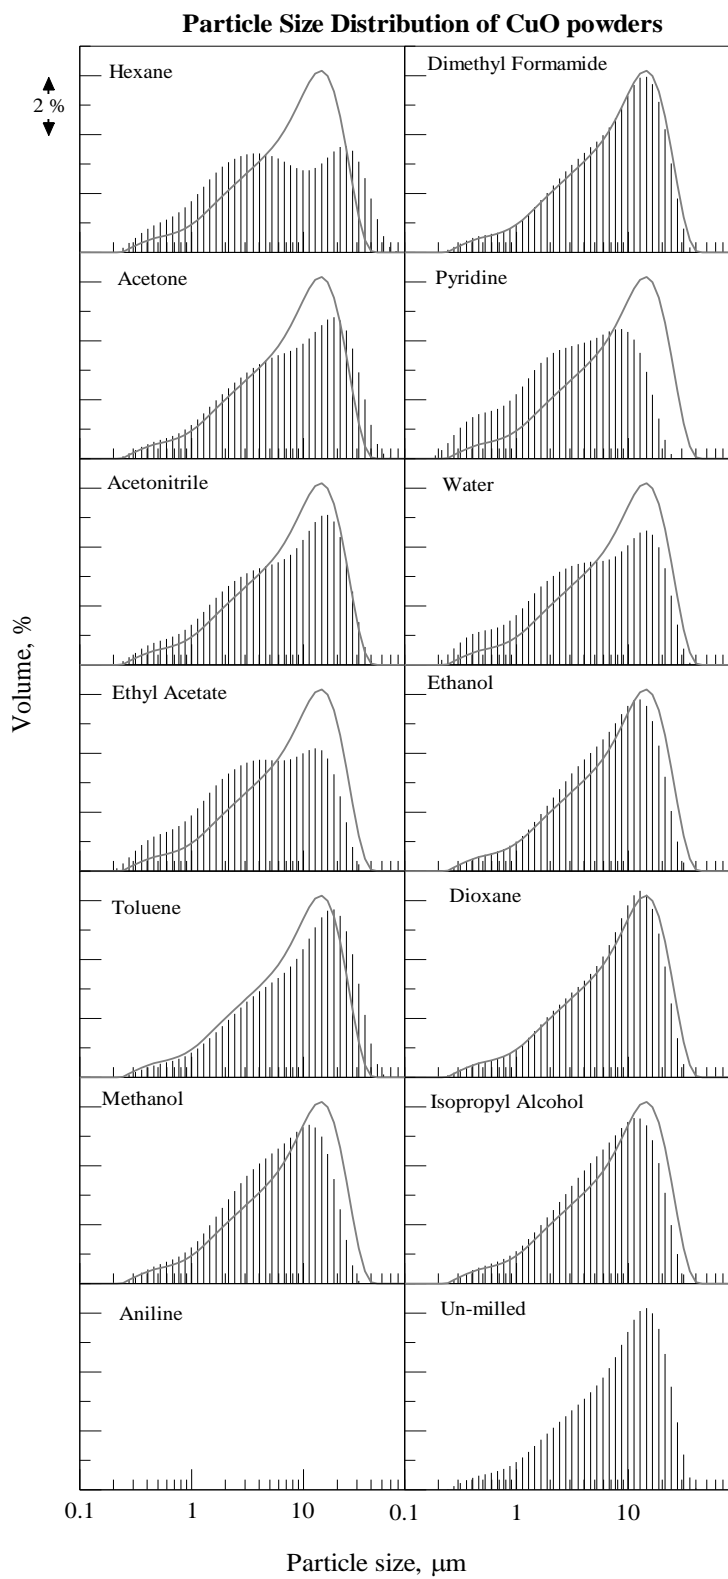 Particle Size Distribution of CuO powders
Hexane
Dimethyl Formamide
2 %
Acetone
Pyridine
Acetonitrile
Water
Volume, %
Ethyl Acetate
Ethanol
Toluene
Dioxane
Methanol
Isopropyl Alcohol
Aniline
Un-milled
0.1 1 10 0.1 1 10
Particle size, μm